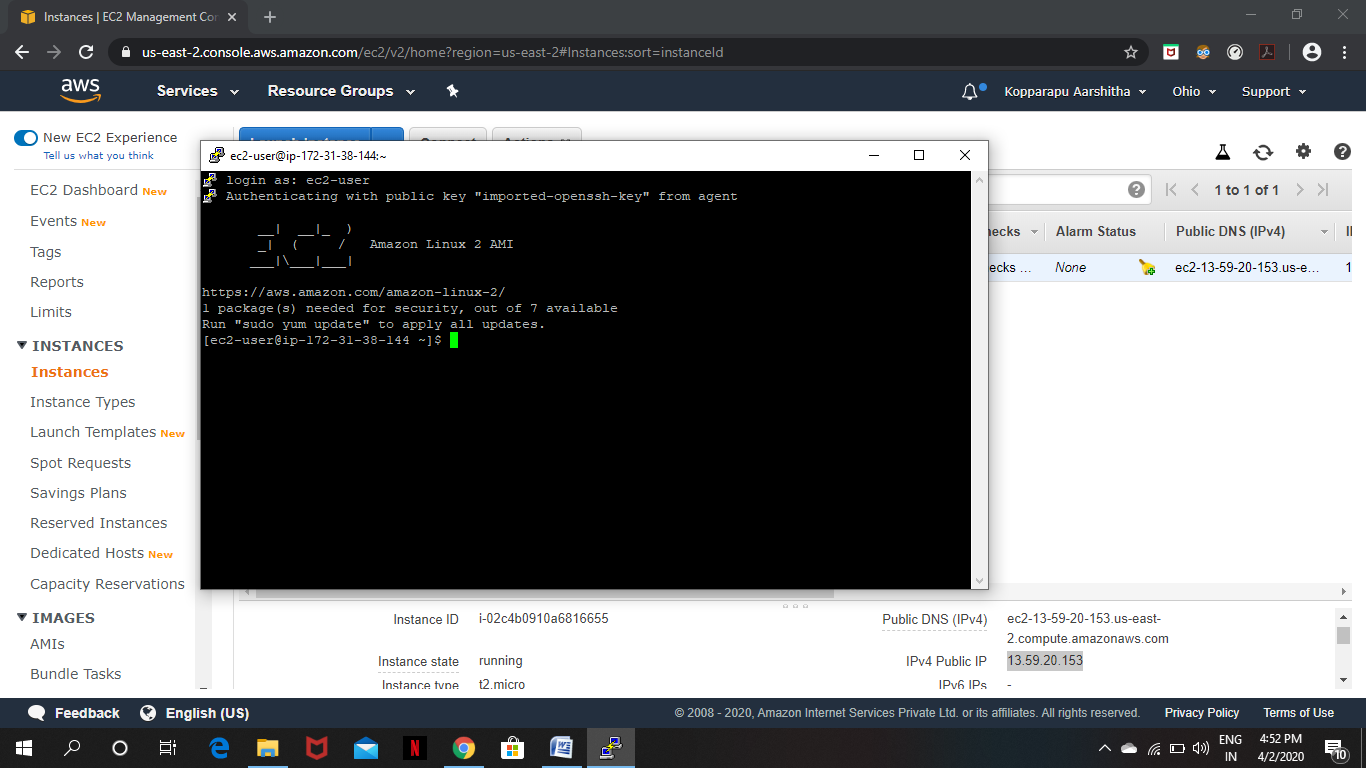 Instances | EC2 Management Con
us-east-2.console.aws.amazon.com/ec2/v2/home?region=us-east-2#Instances:sort=instanceId
aws
Services
Resource Groups
Kopparapu Aarshitha
Ohio
Support
New EC2 Experience
Tell us what you think
EC2 Dashboard New
Events New
Tags
Reports
Limits
INSTANCES
Instances
Instance Types
Launch Templates New
Spot Requests
Savings Plans
Reserved Instances
Dedicated Hosts New
Capacity Reservations
IMAGES
AMIs
Bundle Tasks
ec2-user@ip-172-31-38-144:~
login as: ec2-user
Authenticating with public key "imported-openssh-key" from agent
__|  __|_  )
_|  (     /   Amazon Linux 2 AMI
___|\___|___|
https://aws.amazon.com/amazon-linux-2/
1 package(s) needed for security, out of 7 available
Run "sudo yum update" to apply all updates.
[ec2-user@ip-172-31-38-144 ~]$
1 to 1 of 1
Alarm Status
Public DNS (IPv4)
None
ec2-13-59-20-153.us-e...
Instance ID i-02c4b0910a6816655
Public DNS (IPv4) ec2-13-59-20-153.us-east-
2.compute.amazonaws.com
Instance state running
IPv4 Public IP 13.59.20.153
Instance type t2.micro
IPv6 IPs -
Feedback
English (US)
© 2008 - 2020, Amazon Internet Services Private Ltd. or its affiliates. All rights reserved.
Privacy Policy
Terms of Use
ENG
IN
4:52 PM
4/2/2020
10